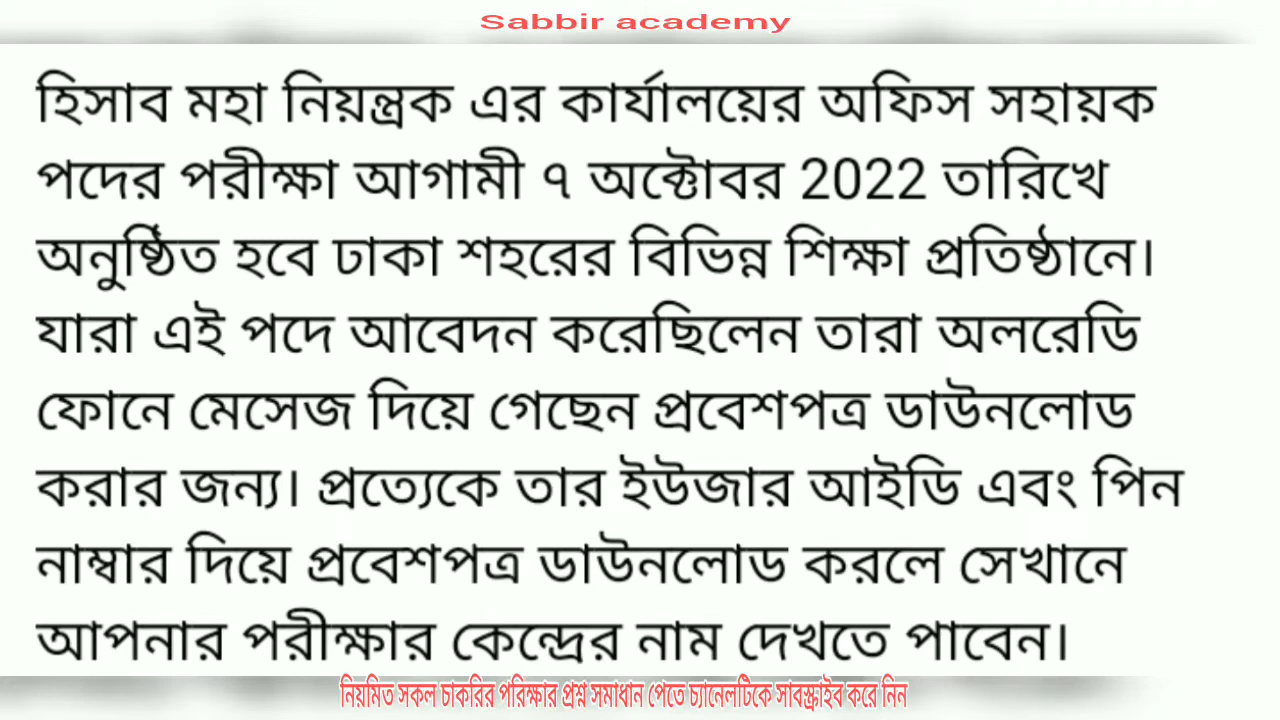 Sabbir academy
হিসাব মহা নিয়ন্ত্রক এর কার্যালয়ের অফিস সহায়ক
পদের পরীক্ষা আগামী ৭ অক্টোবর 2022 তারিখে
অনুষ্ঠিত হবে ঢাকা শহরের বিভিন্ন শিক্ষা প্রতিষ্ঠানে।
যারা এই পদে আবেদন করেছিলেন তারা অলরেডি
ফোনে মেসেজ দিয়ে গেছেন প্রবেশপত্র ডাউনলোড
করার জন্য। প্রত্যেকে তার ইউজার আইডি এবং পিন
নাম্বার দিয়ে প্রবেশপত্র ডাউনলোড করলে সেখানে
আপনার পরীক্ষার কেন্দ্রের নাম দেখতে পাবেন।
নিয়মিত সকল চাকরির পরিক্ষার প্রশ্ন সমাধান পেতে চ্যানেলটিকে সাবস্ক্রাইব করে নিন